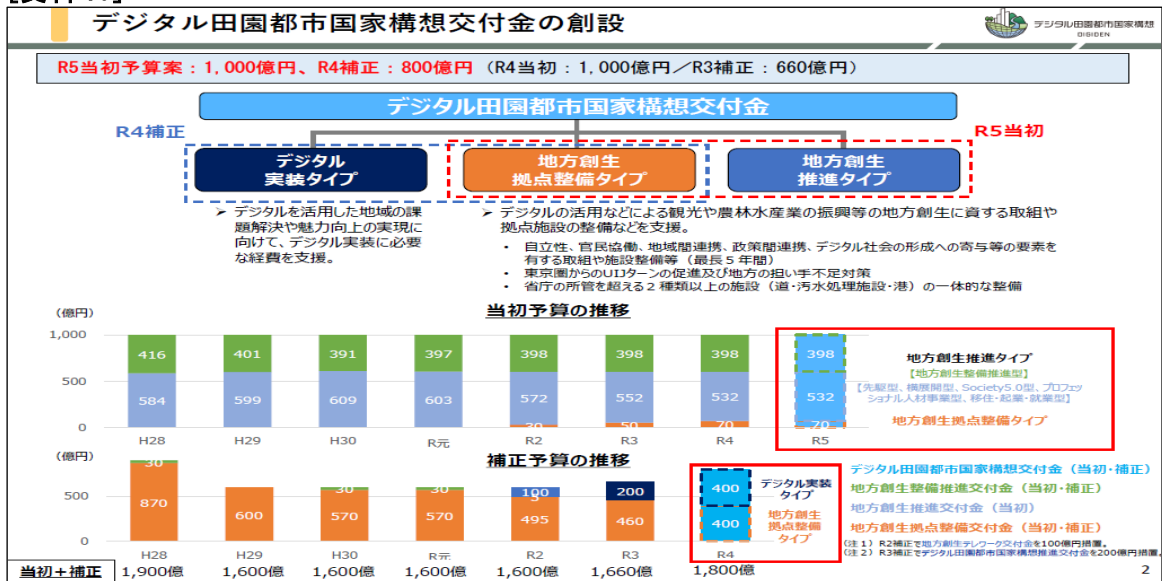 デジタル田園都市国家構想交付金の創設
デジタル田園都市国家構想
DIGIDEN
R5当初予算案：1,000億円、R4補正：800億円（R4当初：1,000億円／R3補正：660億円）
デジタル田園都市国家構想交付金
R4補正
R5当初
デジタル
実装タイプ
地方創生
拠点整備タイプ
地方創生
推進タイプ
➢ デジタルを活用した地域の課
題解決や魅力向上の実現に
向けて、デジタル実装に必要
な経費を支援。
➢ デジタルの活用などによる観光や農林水産業の振興等の地方創生に資する取組や
拠点施設の整備などを支援。
・ 自立性、官民協働、地域間連携、政策間連携、デジタル社会の形成への寄与等の要素を
有する取組や施設整備等（最長５年間）
・ 東京圏からのUIJターンの促進及び地方の担い手不足対策
・ 省庁の所管を超える２種類以上の施設（道・汚水処理施設・港）の一体的な整備
当初予算の推移
（億円）
1,000
500
0
416 401 391 397 398 398 398 398
584 599 609 603 572 552 532 532
30 50 70 70
H28 H29 H30 R元 R2 R3 R4 R5
地方創生推進タイプ
【地方創生整備推進型】
【先駆型、横展開型、Society5.0型、プロフェッ
ショナル人材事業型、移住・起業・就業型】
地方創生拠点整備タイプ
補正予算の推移
（億円）
500
0
30 30 30 100 200 400
5
870 600 570 570 495 460 400
H28 H29 H30 R元 R2 R3 R4
デジタル実装
タイプ
地方創生
拠点整備
タイプ
デジタル田園都市国家構想交付金（当初・補正）
地方創生整備推進交付金（当初・補正）
地方創生推進交付金（当初）
地方創生拠点整備交付金（当初・補正）
（注１）R2補正で地方創生テレワーク交付金を100億円措置。
（注２）R3補正でデジタル田園都市国家構想推進交付金を200億円措置。
当初＋補正 1,900億 1,600億 1,600億 1,600億 1,600億 1,660億 1,800億
2